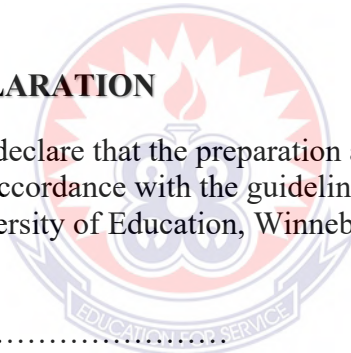 LARATION
declare that the preparation a
ccordance with the guidelin
ersity of Education, Winneb
EDUCATION FOR SERVICE
……………………………